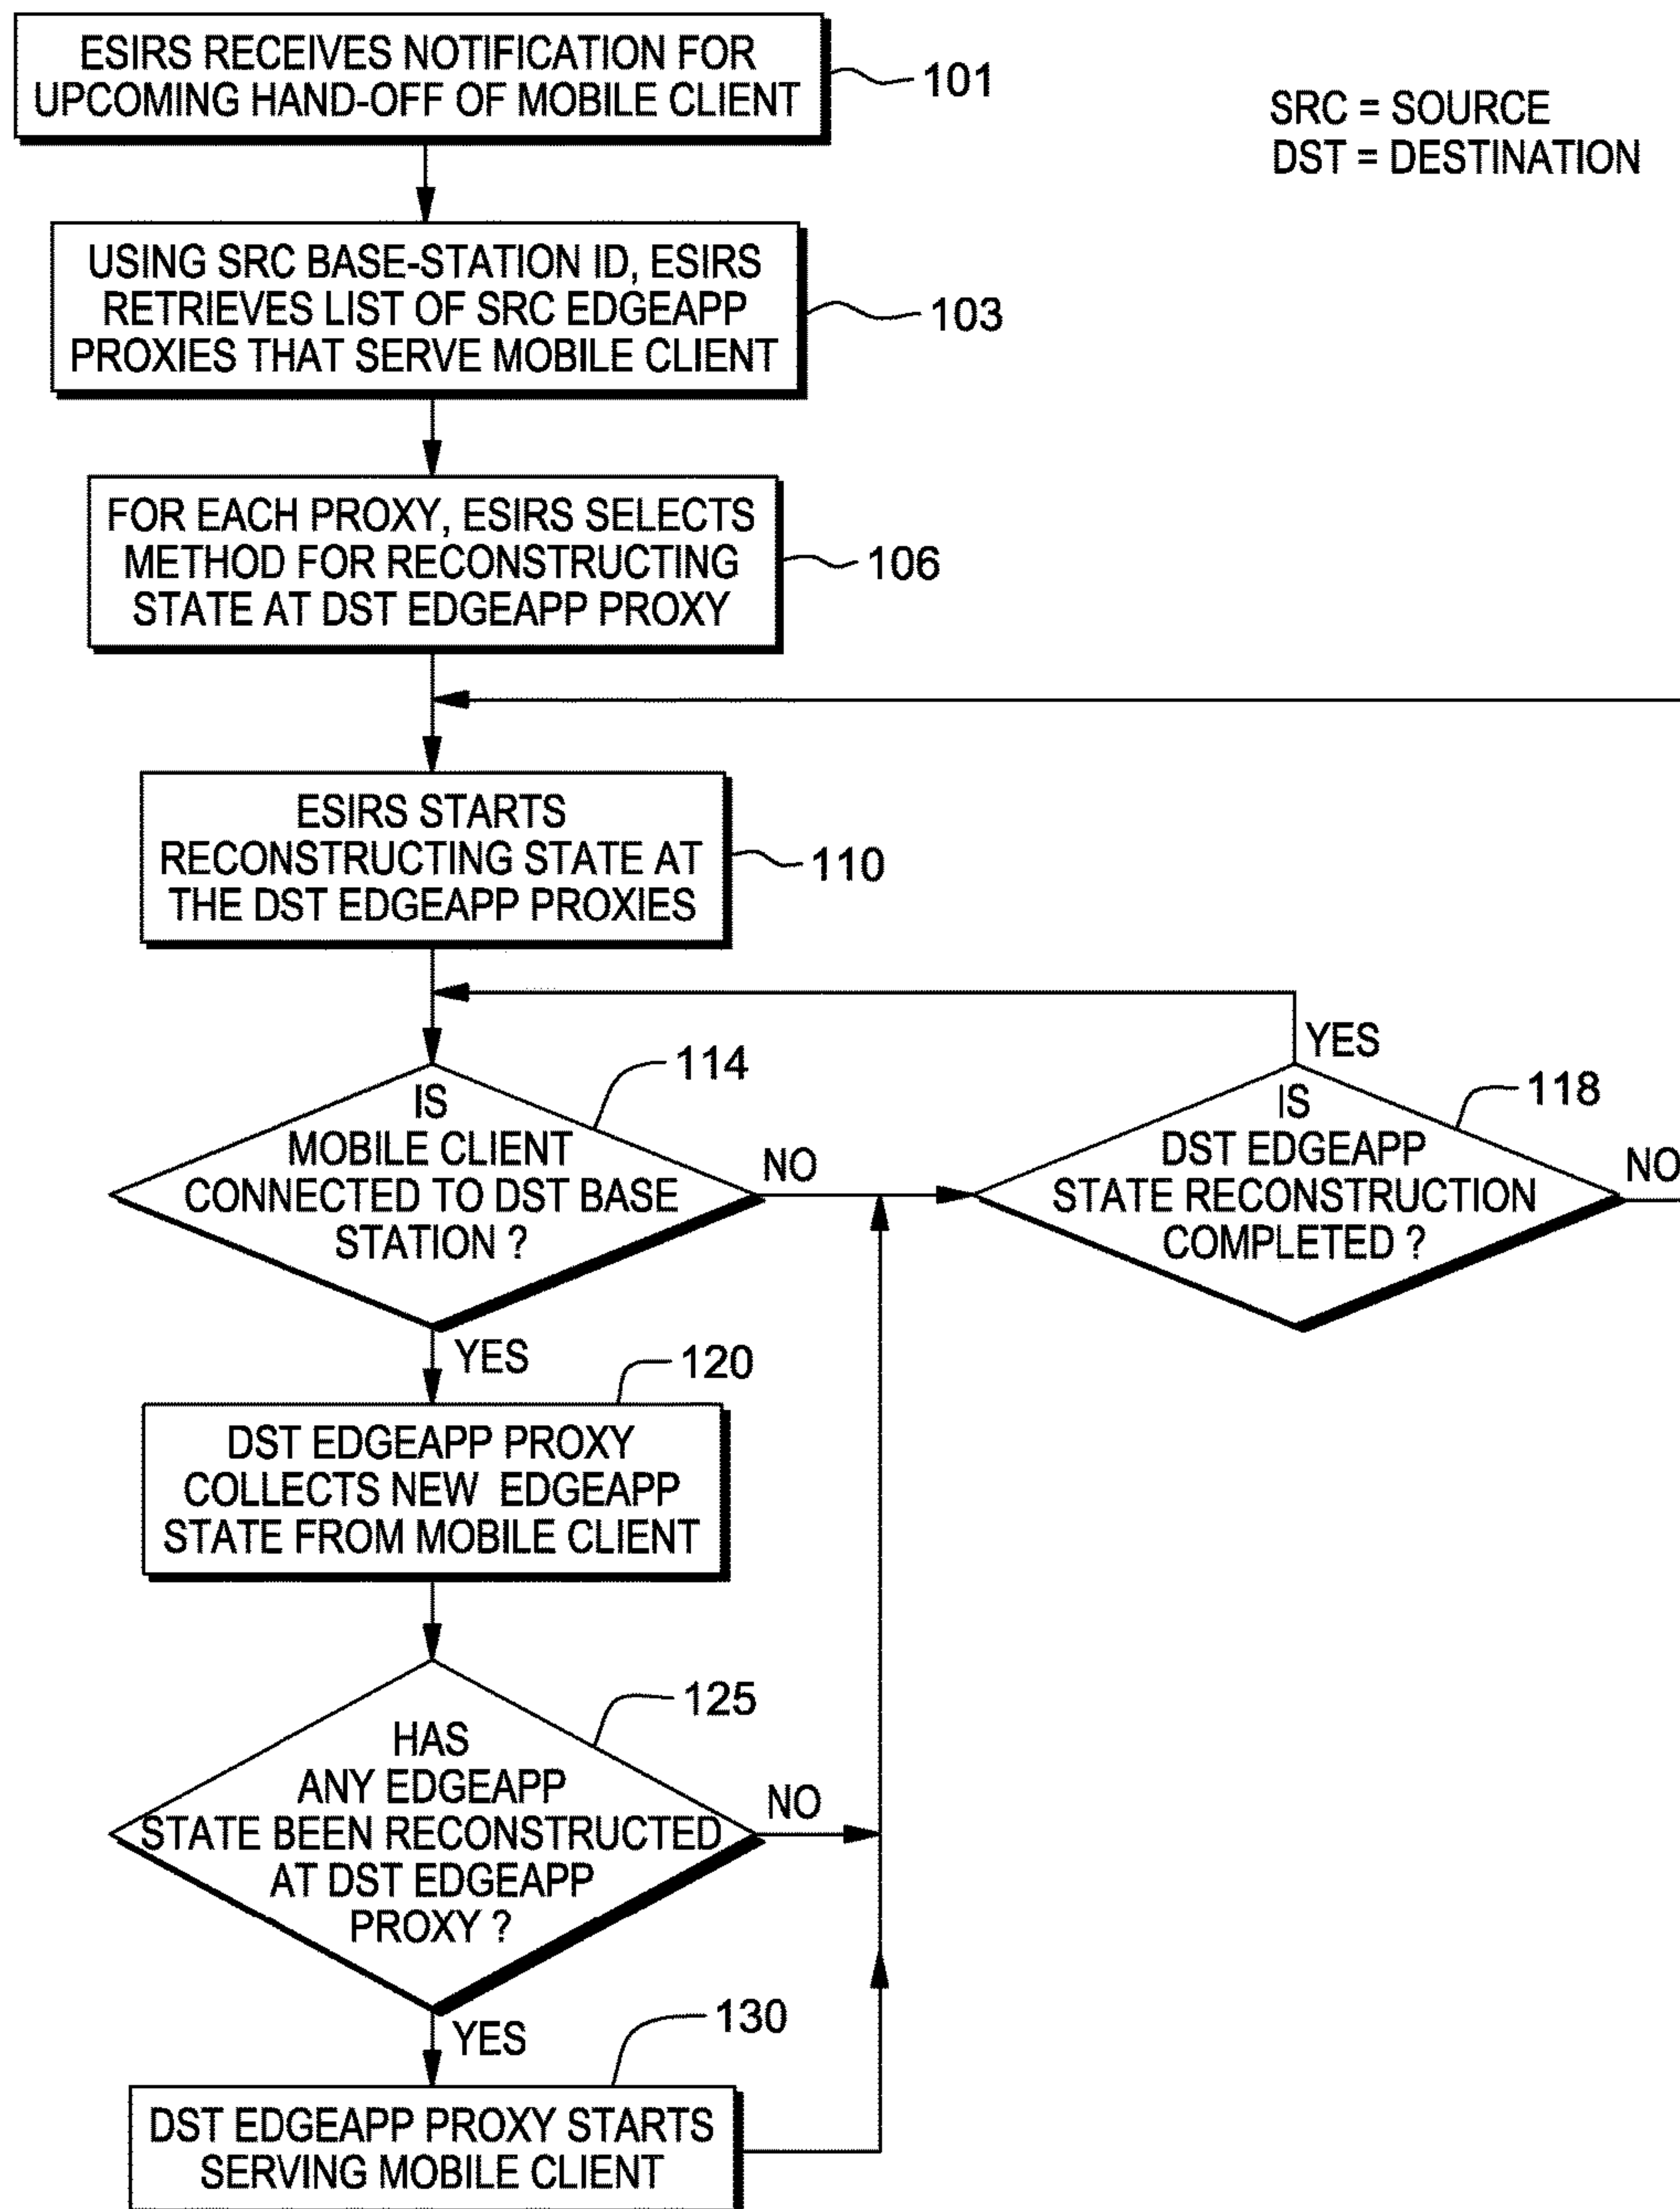 ESIRS RECEIVES NOTIFICATION FOR
UPCOMING HAND-OFF OF MOBILE CLIENT
101
SRC = SOURCE
DST = DESTINATION
USING SRC BASE-STATION ID, ESIRS
RETRIEVES LIST OF SRC EDGEAPP
PROXIES THAT SERVE MOBILE CLIENT
103
FOR EACH PROXY, ESIRS SELECTS
METHOD FOR RECONSTRUCTING
STATE AT DST EDGEAPP PROXY
106
ESIRS STARTS
RECONSTRUCTING STATE AT
THE DST EDGEAPP PROXIES
110
IS
MOBILE CLIENT
CONNECTED TO DST BASE
STATION ?
114
NO
YES
IS
DST EDGEAPP
STATE RECONSTRUCTION
COMPLETED ?
118
YES
NO
DST EDGEAPP PROXY
COLLECTS NEW EDGEAPP
STATE FROM MOBILE CLIENT
120
HAS
ANY EDGEAPP
STATE BEEN RECONSTRUCTED
AT DST EDGEAPP
PROXY ?
125
NO
YES
DST EDGEAPP PROXY STARTS
SERVING MOBILE CLIENT
130